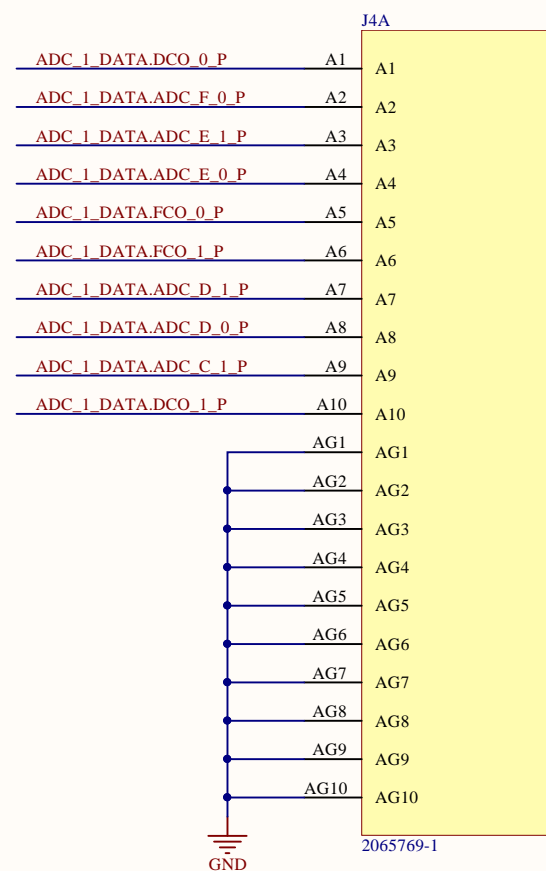 J4A
ADC_1_DATA.DCO_0_P A1 A1
ADC_1_DATA.ADC_F_0_P A2 A2
ADC_1_DATA.ADC_E_1_P A3 A3
ADC_1_DATA.ADC_E_0_P A4 A4
ADC_1_DATA.FCO_0_P A5 A5
ADC_1_DATA.FCO_1_P A6 A6
ADC_1_DATA.ADC_D_1_P A7 A7
ADC_1_DATA.ADC_D_0_P A8 A8
ADC_1_DATA.ADC_C_1_P A9 A9
ADC_1_DATA.DCO_1_P A10 A10
AG1 AG1
AG2 AG2
AG3 AG3
AG4 AG4
AG5 AG5
AG6 AG6
AG7 AG7
AG8 AG8
AG9 AG9
AG10 AG10
2065769-1
GND